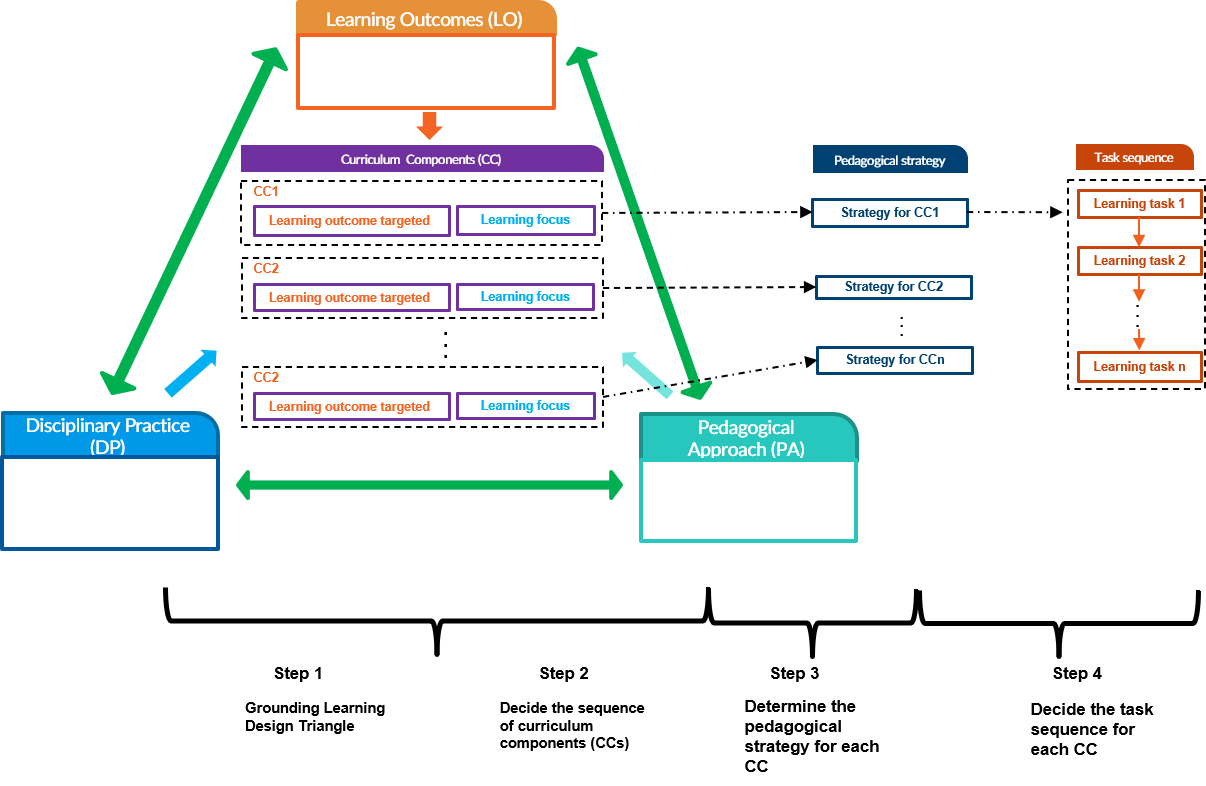 Learning Outcomes (LO)
Curriculum Components (CC)
CC1
Learning outcome targeted
Learning focus
CC2
Learning outcome targeted
Learning focus
CC2
Learning outcome targeted
Learning focus
Pedagogical strategy
Strategy for CC1
Strategy for CC2
Strategy for CCn
Task sequence
Learning task 1
Learning task 2
Learning task n
Disciplinary Practice
(DP)
Pedagogical
Approach (PA)
Step 1
Grounding Learning
Design Triangle
Step 2
Decide the sequence
of curriculum
components (CCs)
Step 3
Determine the
pedagogical
strategy for each
CC
Step 4
Decide the task
sequence for
each CC